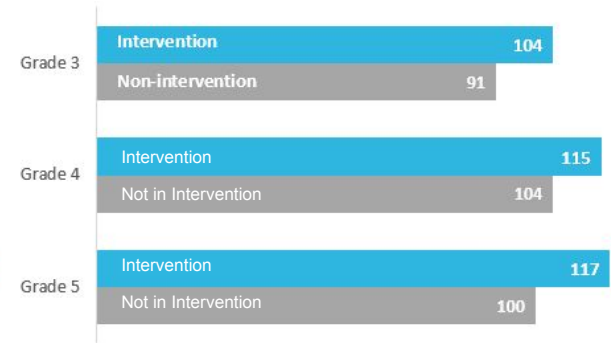 Grade 3
Intervention 104
Non-intervention 91
Grade 4
Intervention 115
Not in Intervention 104
Grade 5
Intervention 117
Not in Intervention 100